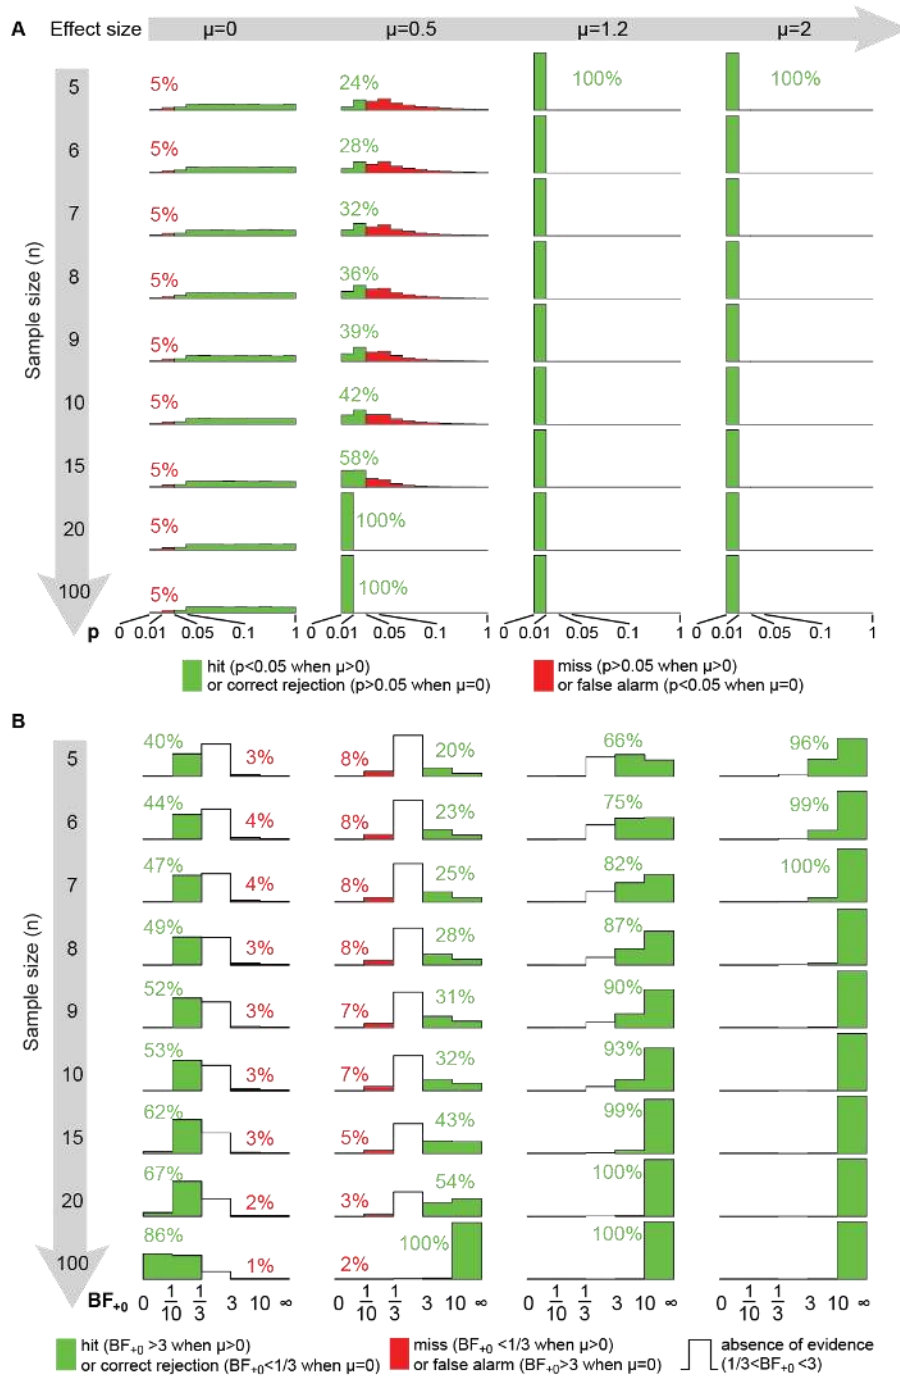 A Effect size μ=0 μ=0.5 μ=1.2 μ=2
Sample size (n)
5 5% 24% 100% 100%
6 5% 28%
7 5% 32%
8 5% 36%
9 5% 39%
10 5% 42%
15 5% 58%
20 5% 100%
100 5% 100%
p 0 0.01 0.05 0.1 1 0 0.01 0.05 0.1 1 0 0.01 0.05 0.1 1 0 0.01 0.05 0.1 1
hit (p<0.05 when μ>0)
or correct rejection (p>0.05 when μ=0)
miss (p>0.05 when μ>0)
or false alarm (p<0.05 when μ=0)
B
Sample size (n)
5 40% 3% 8% 20% 66% 96%
6 44% 4% 8% 23% 75% 99%
7 47% 4% 8% 25% 82% 100%
8 49% 3% 8% 28% 87%
9 52% 3% 7% 31% 90%
10 53% 3% 7% 32% 93%
15 62% 3% 5% 43% 99%
20 67% 2% 3% 54% 100%
100 86% 1% 2% 100% 100%
BF+0 0 1/10 1/3 3 10 ∞ 0 1/10 1/3 3 10 ∞ 0 1/10 1/3 3 10 ∞ 0 1/10 1/3 3 10 ∞
hit (BF+0 >3 when μ>0)
or correct rejection (BF+0<1/3 when μ=0)
miss (BF+0 <1/3 when μ>0)
or false alarm (BF+0>3 when μ=0)
absence of evidence
(1/3<BF+0 <3)